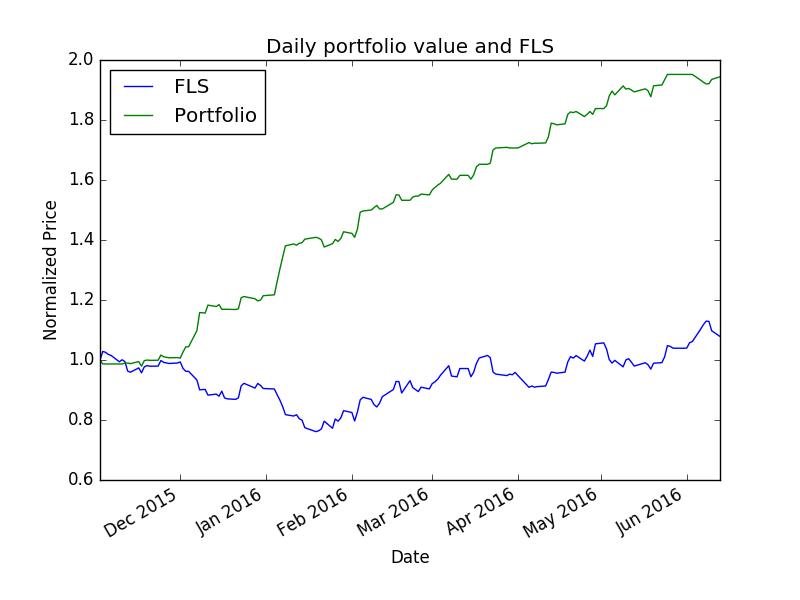 Daily portfolio value and FLS
FLS
Portfolio
2.0
1.8
1.6
1.4
1.2
1.0
0.8
0.6
Normalized Price
Dec 2015
Jan 2016
Feb 2016
Mar 2016
Apr 2016
May 2016
Jun 2016
Date